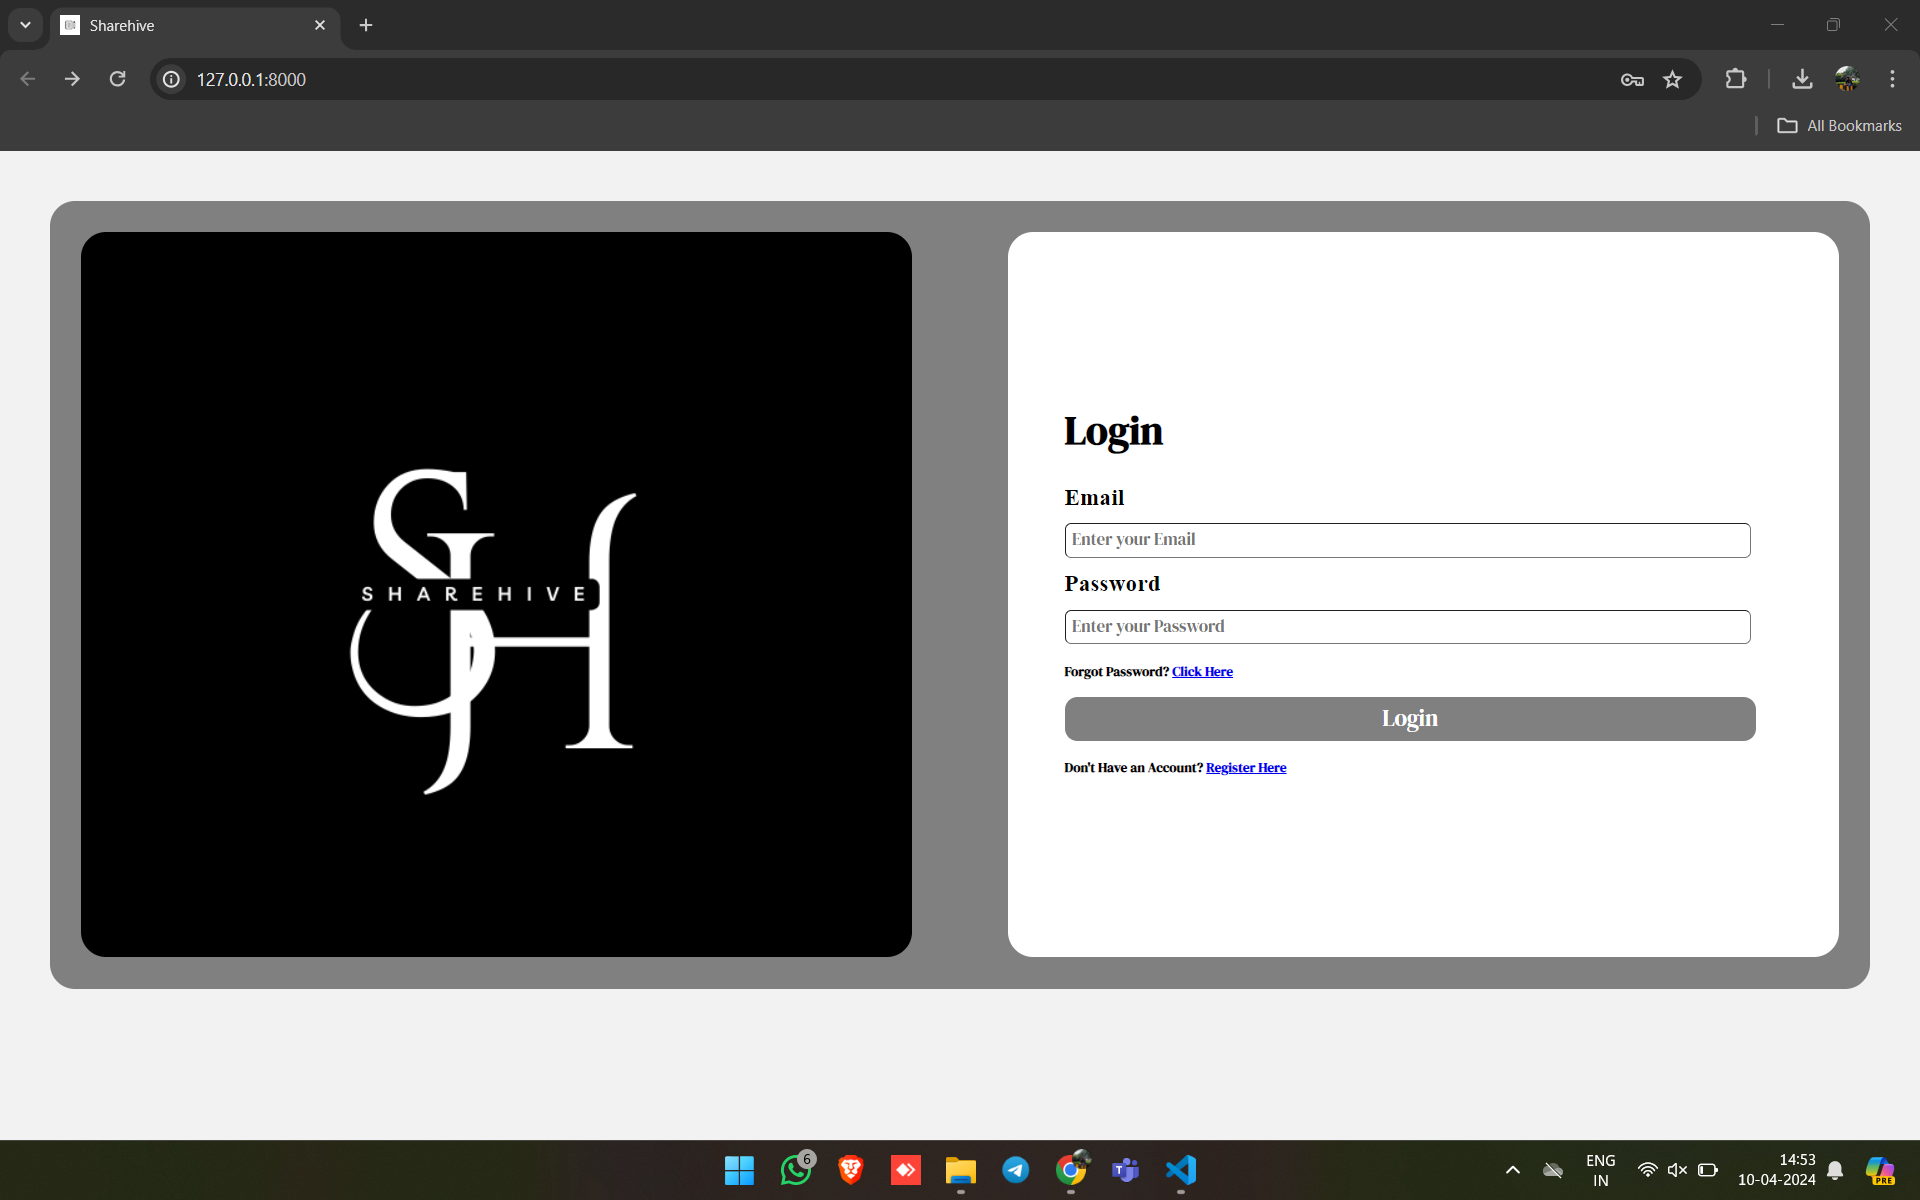 Sharehive
127.0.0.1:8000
All Bookmarks
SHAREHIVE
Login
Email
Enter your Email
Password
Enter your Password
Forgot Password? Click Here
Login
Don't Have an Account? Register Here
6
T
ENG
IN
14:53
10-04-2024
PRE